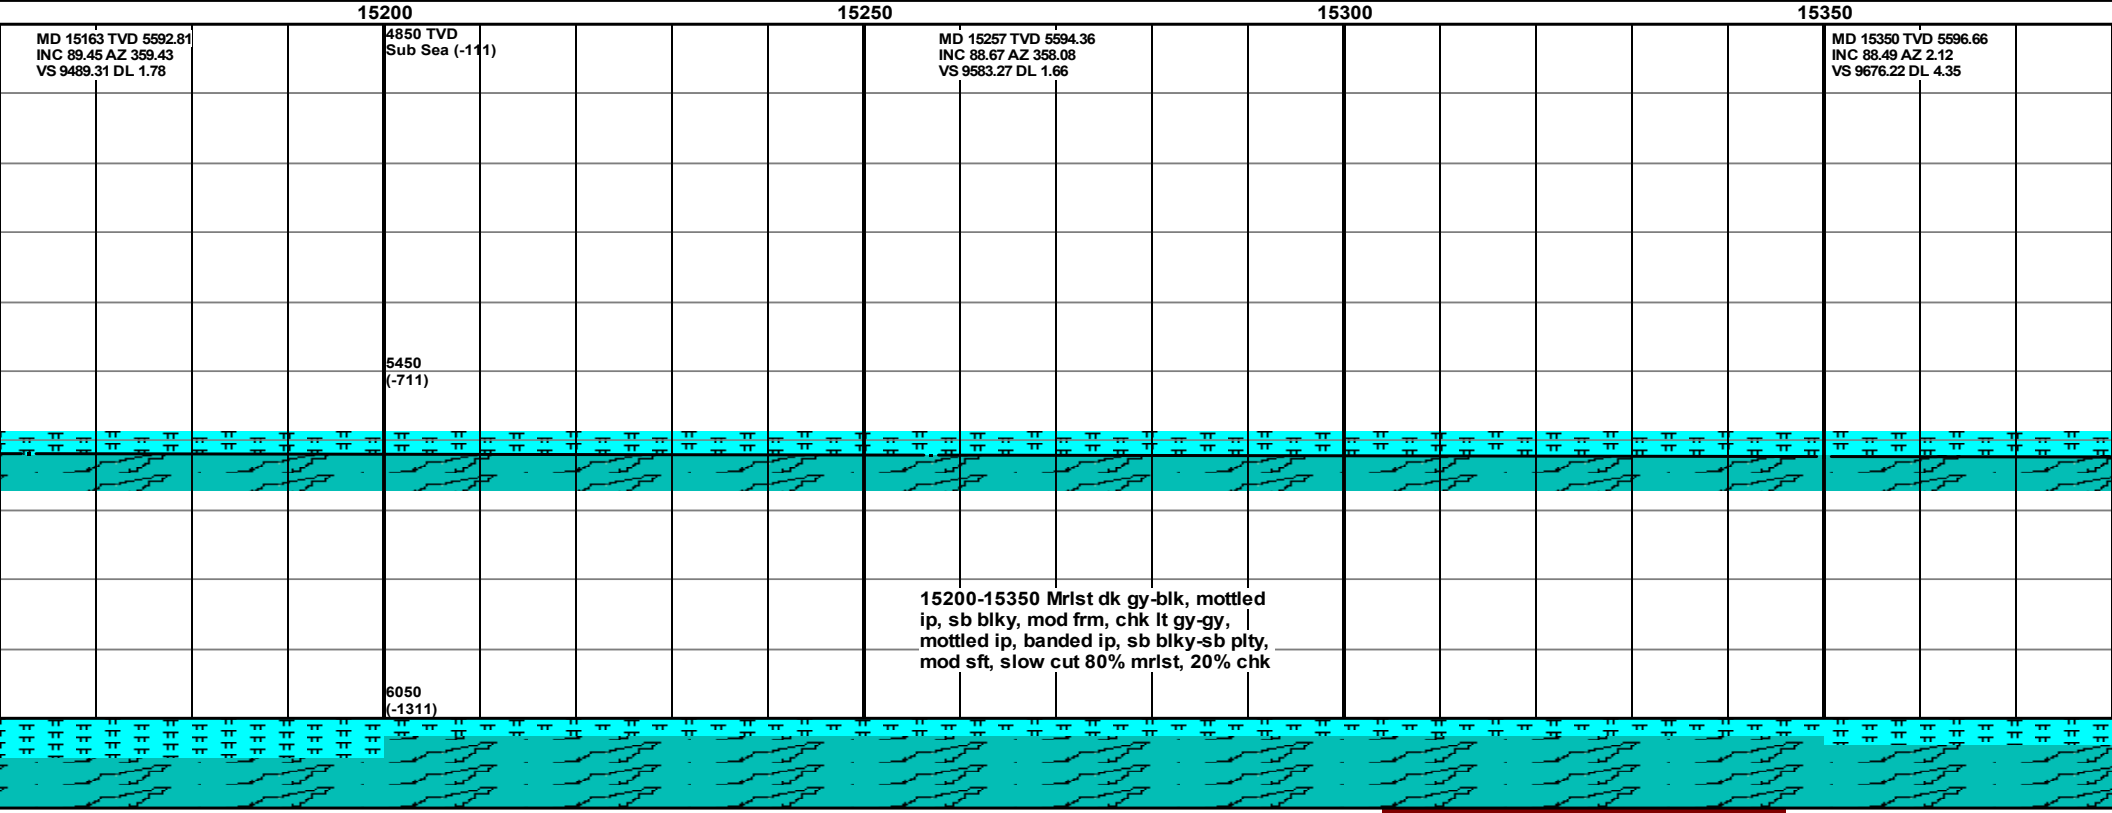 15200 15250 15300 15350
MD 15163 TVD 5592.81
INC 89.45 AZ 359.43
VS 9489.31 DL 1.78
4850 TVD
Sub Sea (-111)
MD 15257 TVD 5594.36
INC 88.67 AZ 358.08
VS 9583.27 DL 1.66
MD 15350 TVD 5596.66
INC 88.49 AZ 2.12
VS 9676.22 DL 4.35
5450
(-711)
15200-15350 Mrlst dk gy-blk, mottled
ip, sb blky, mod frm, chk lt gy-gy,
mottled ip, banded ip, sb blky-sb plty,
mod sft, slow cut 80% mrlst, 20% chk
6050
(-1311)